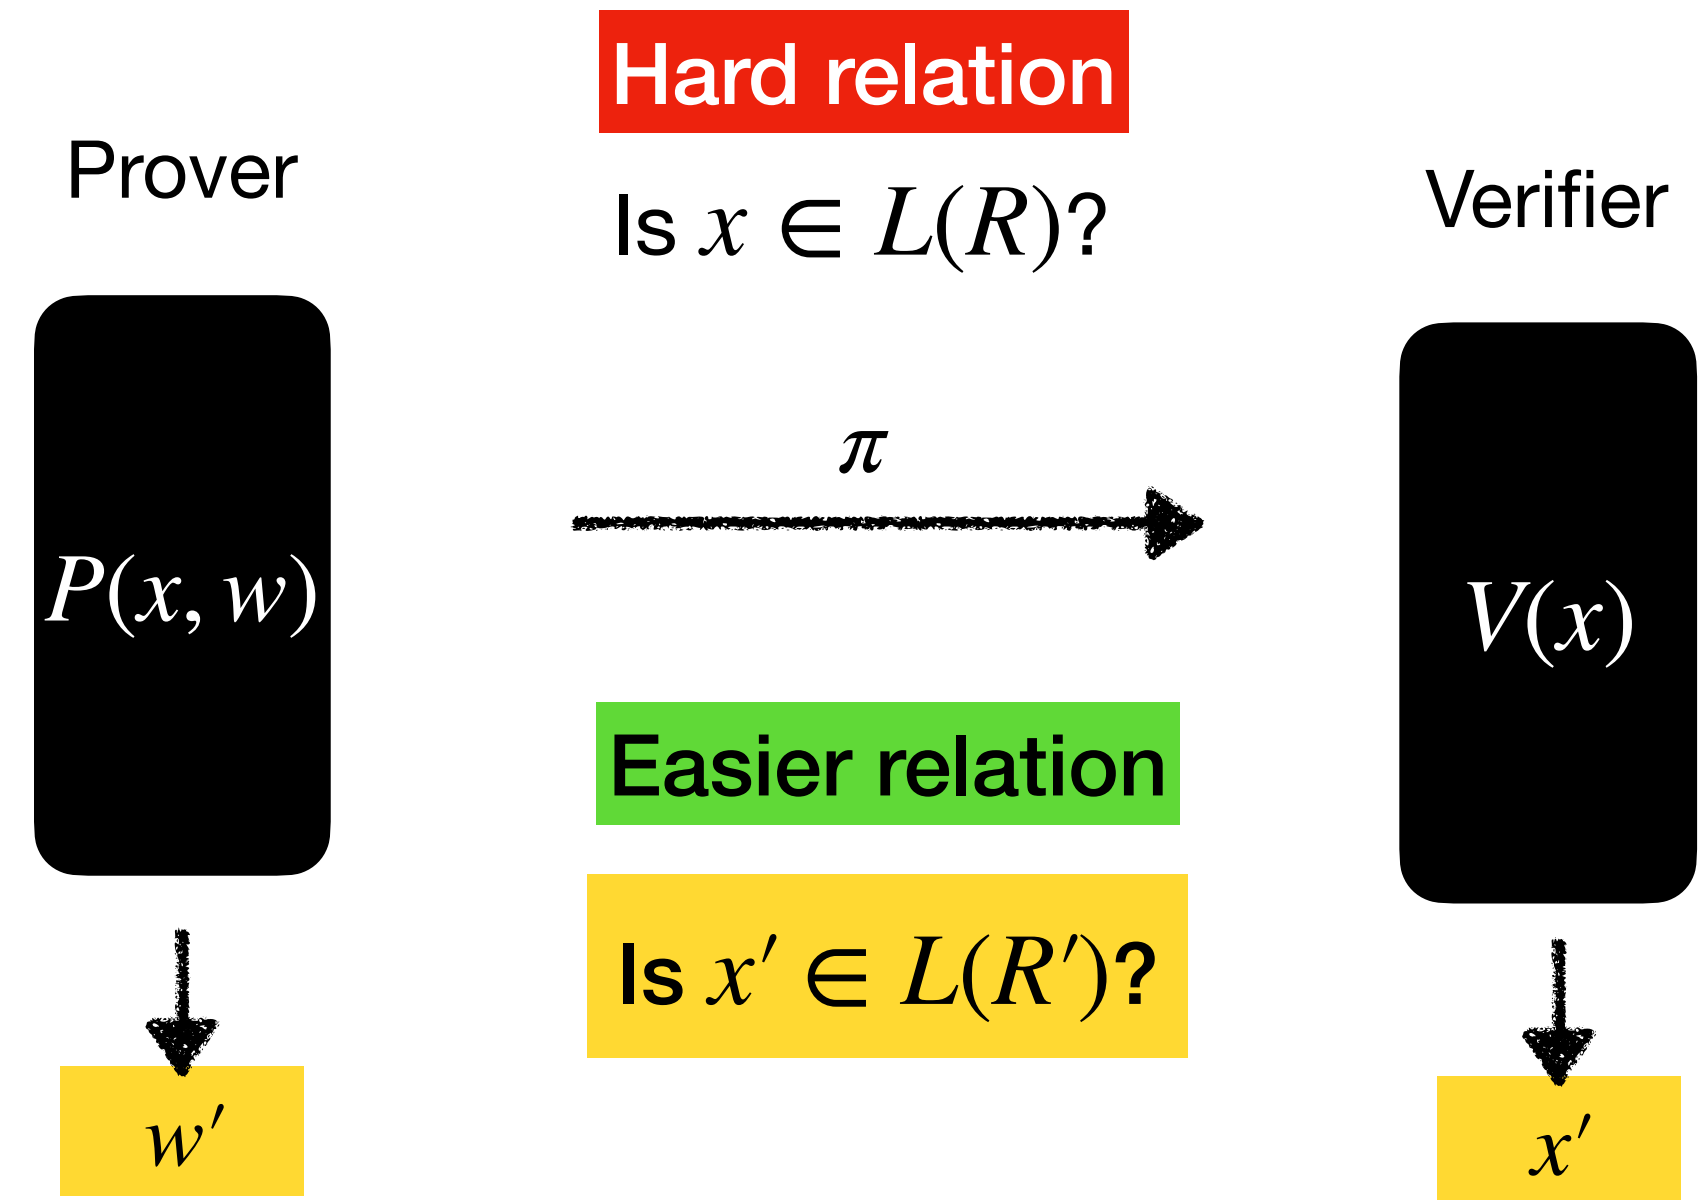 Hard relation
Prover
Is x ∈ L(R)?
Verifier
π
P(x, w)
V(x)
Easier relation
Is x′ ∈ L(R′)?
w′
x′